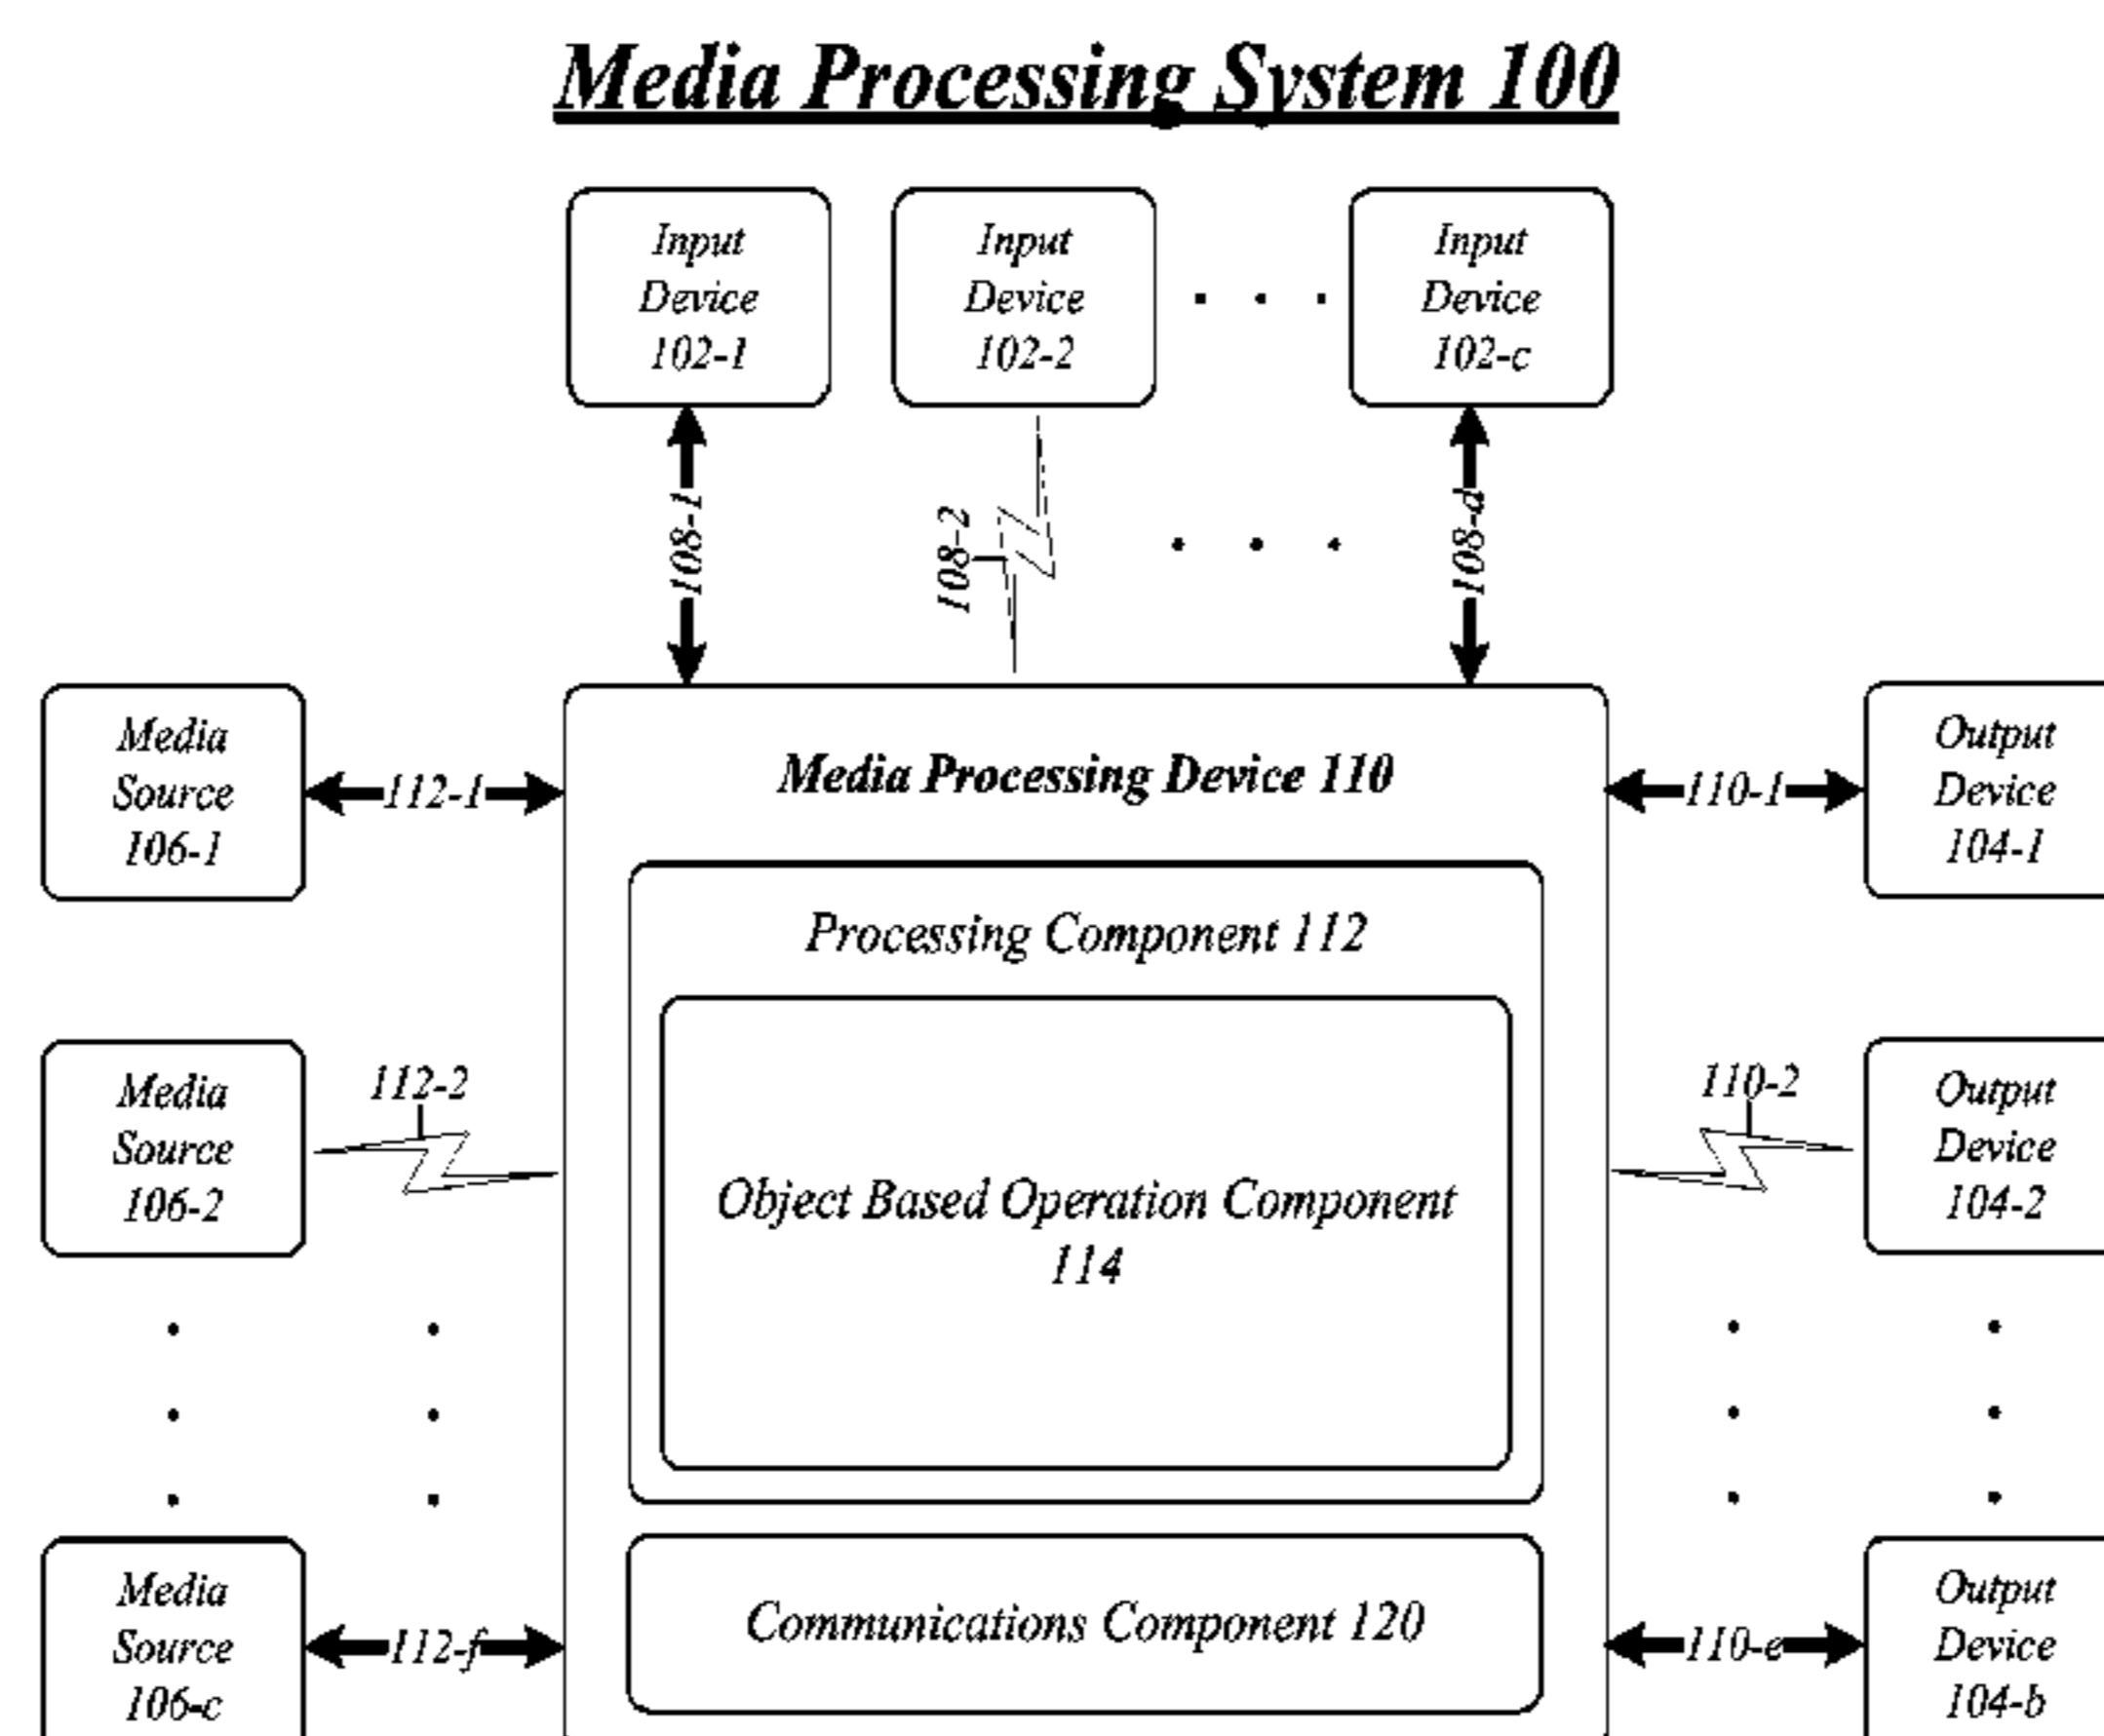 Media Processing System 100
Input
Device
102-1
Input
Device
102-2
Input
Device
102-c
108-1
108-2
108-d
Media
Source
106-1
112-1
Media Processing Device 110
110-1
Output
Device
104-1
Processing Component 112
Media
Source
106-2
112-2
Object Based Operation Component
114
110-2
Output
Device
104-2
Media
Source
106-c
112-f
Communications Component 120
110-e
Output
Device
104-b